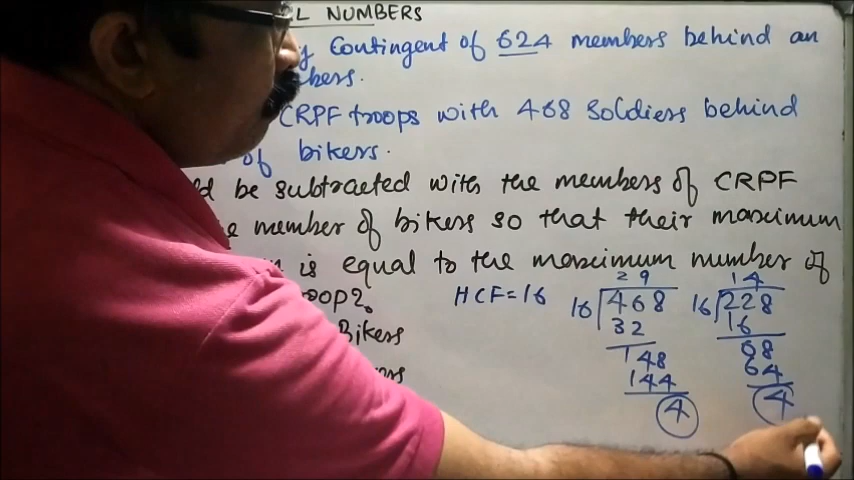 L NUMBERS
y Contingent of 624 members behind an
bers.
CRPF troops with 468 Soldiers behind
of bikers.
ld be subtracted with the members of CRPF
e member of bikers so that their maximum
n is equal to the maximum number of
oop?
HCF=16
Bikers
29
16 468
32
148
144
4
14
16 228
16
68
64
4